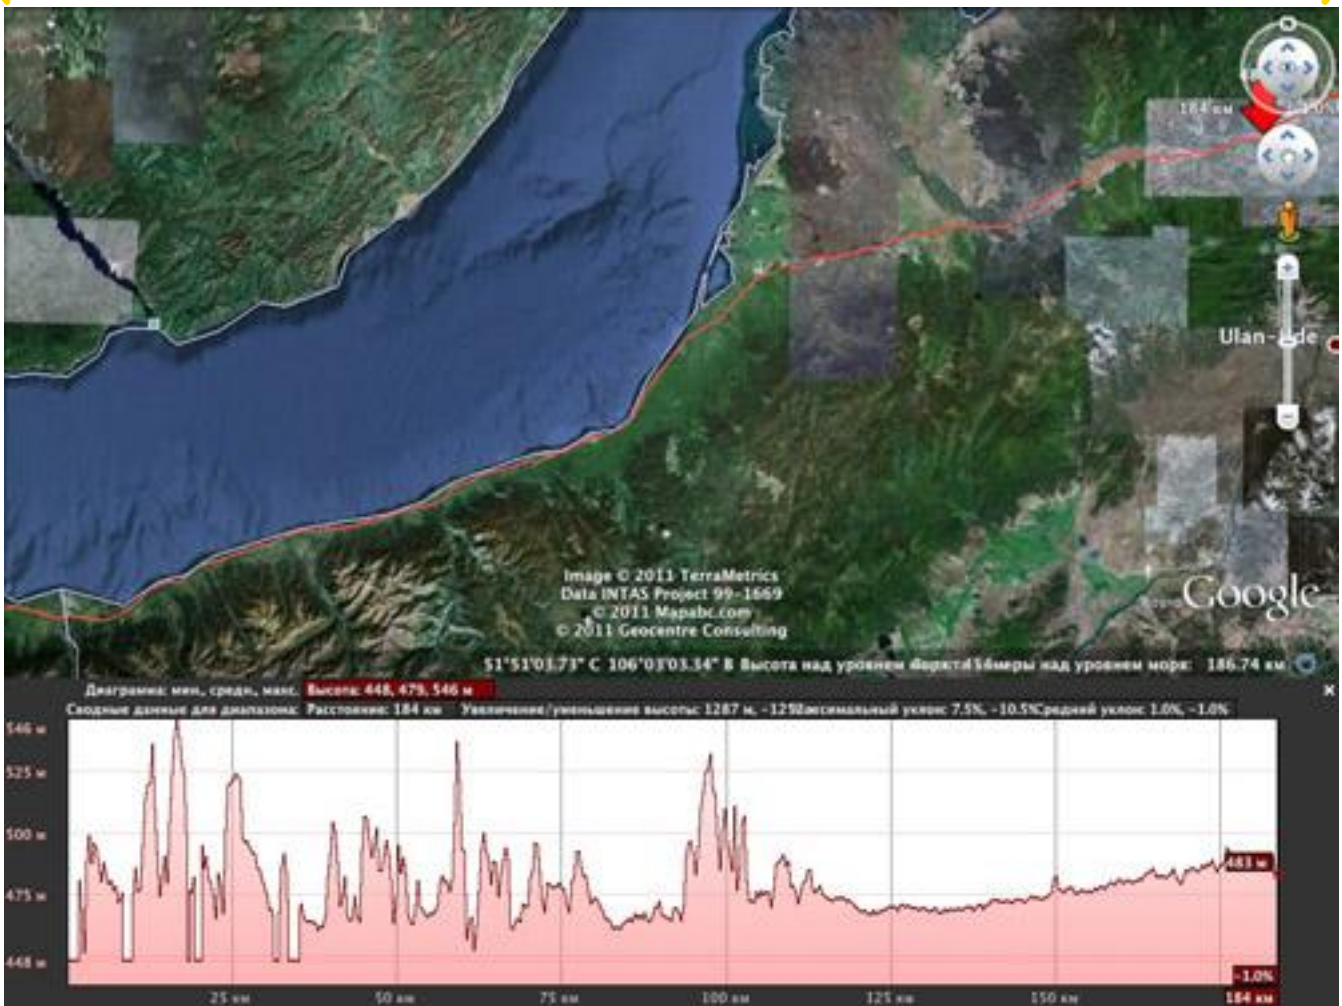 184 км
Ulan-Ude
Image © 2011 TerraMetrics
Data INTAS Project 99-1669
© 2011 Mapabc.com
© 2011 Geocentre Consulting
Google
51°51'03.73" С 106°03'03.34" В Высота над уровнем меры над уровнем моря: 186.74 км
Диаграмма: мин., средн., макс. Высота: 448, 479, 546 м
Сводные данные для диапазона: Расстояние: 184 км Увеличение/уменьшение высоты: 1287 м, Максимальный уклон: 7.5%, -10.5% Средний уклон: 1.0%, -1.0%
546 м
525 м
500 м
483 м
475 м
448 м
-1.0%
25 км 50 км 75 км 100 км 125 км 150 км 184 км